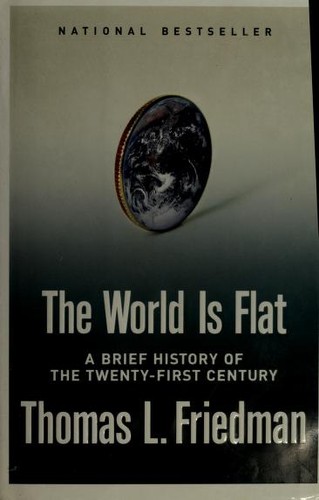 NATIONAL BESTSELLER
The World Is Flat
A BRIEF HISTORY OF
THE TWENTY-FIRST CENTURY
Thomas L. Friedman